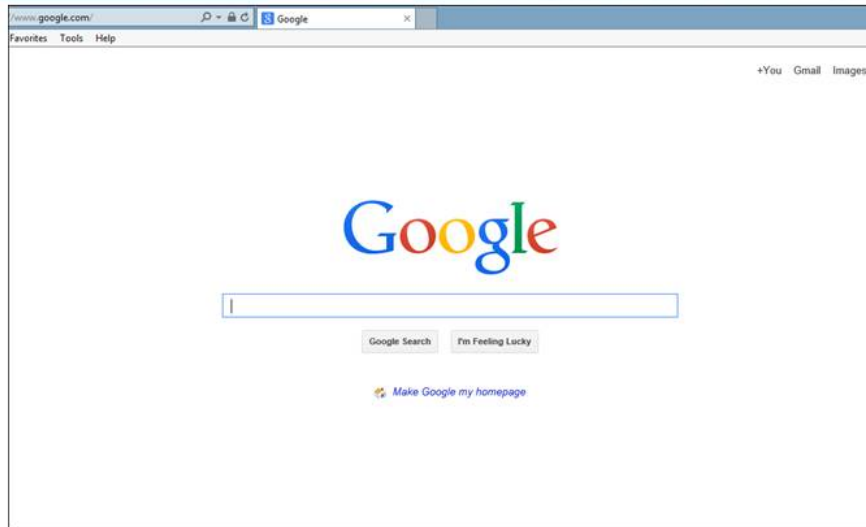 /www.google.com/ Google
Favorites Tools Help
+You Gmail Images
Google
Google Search I'm Feeling Lucky
Make Google my homepage